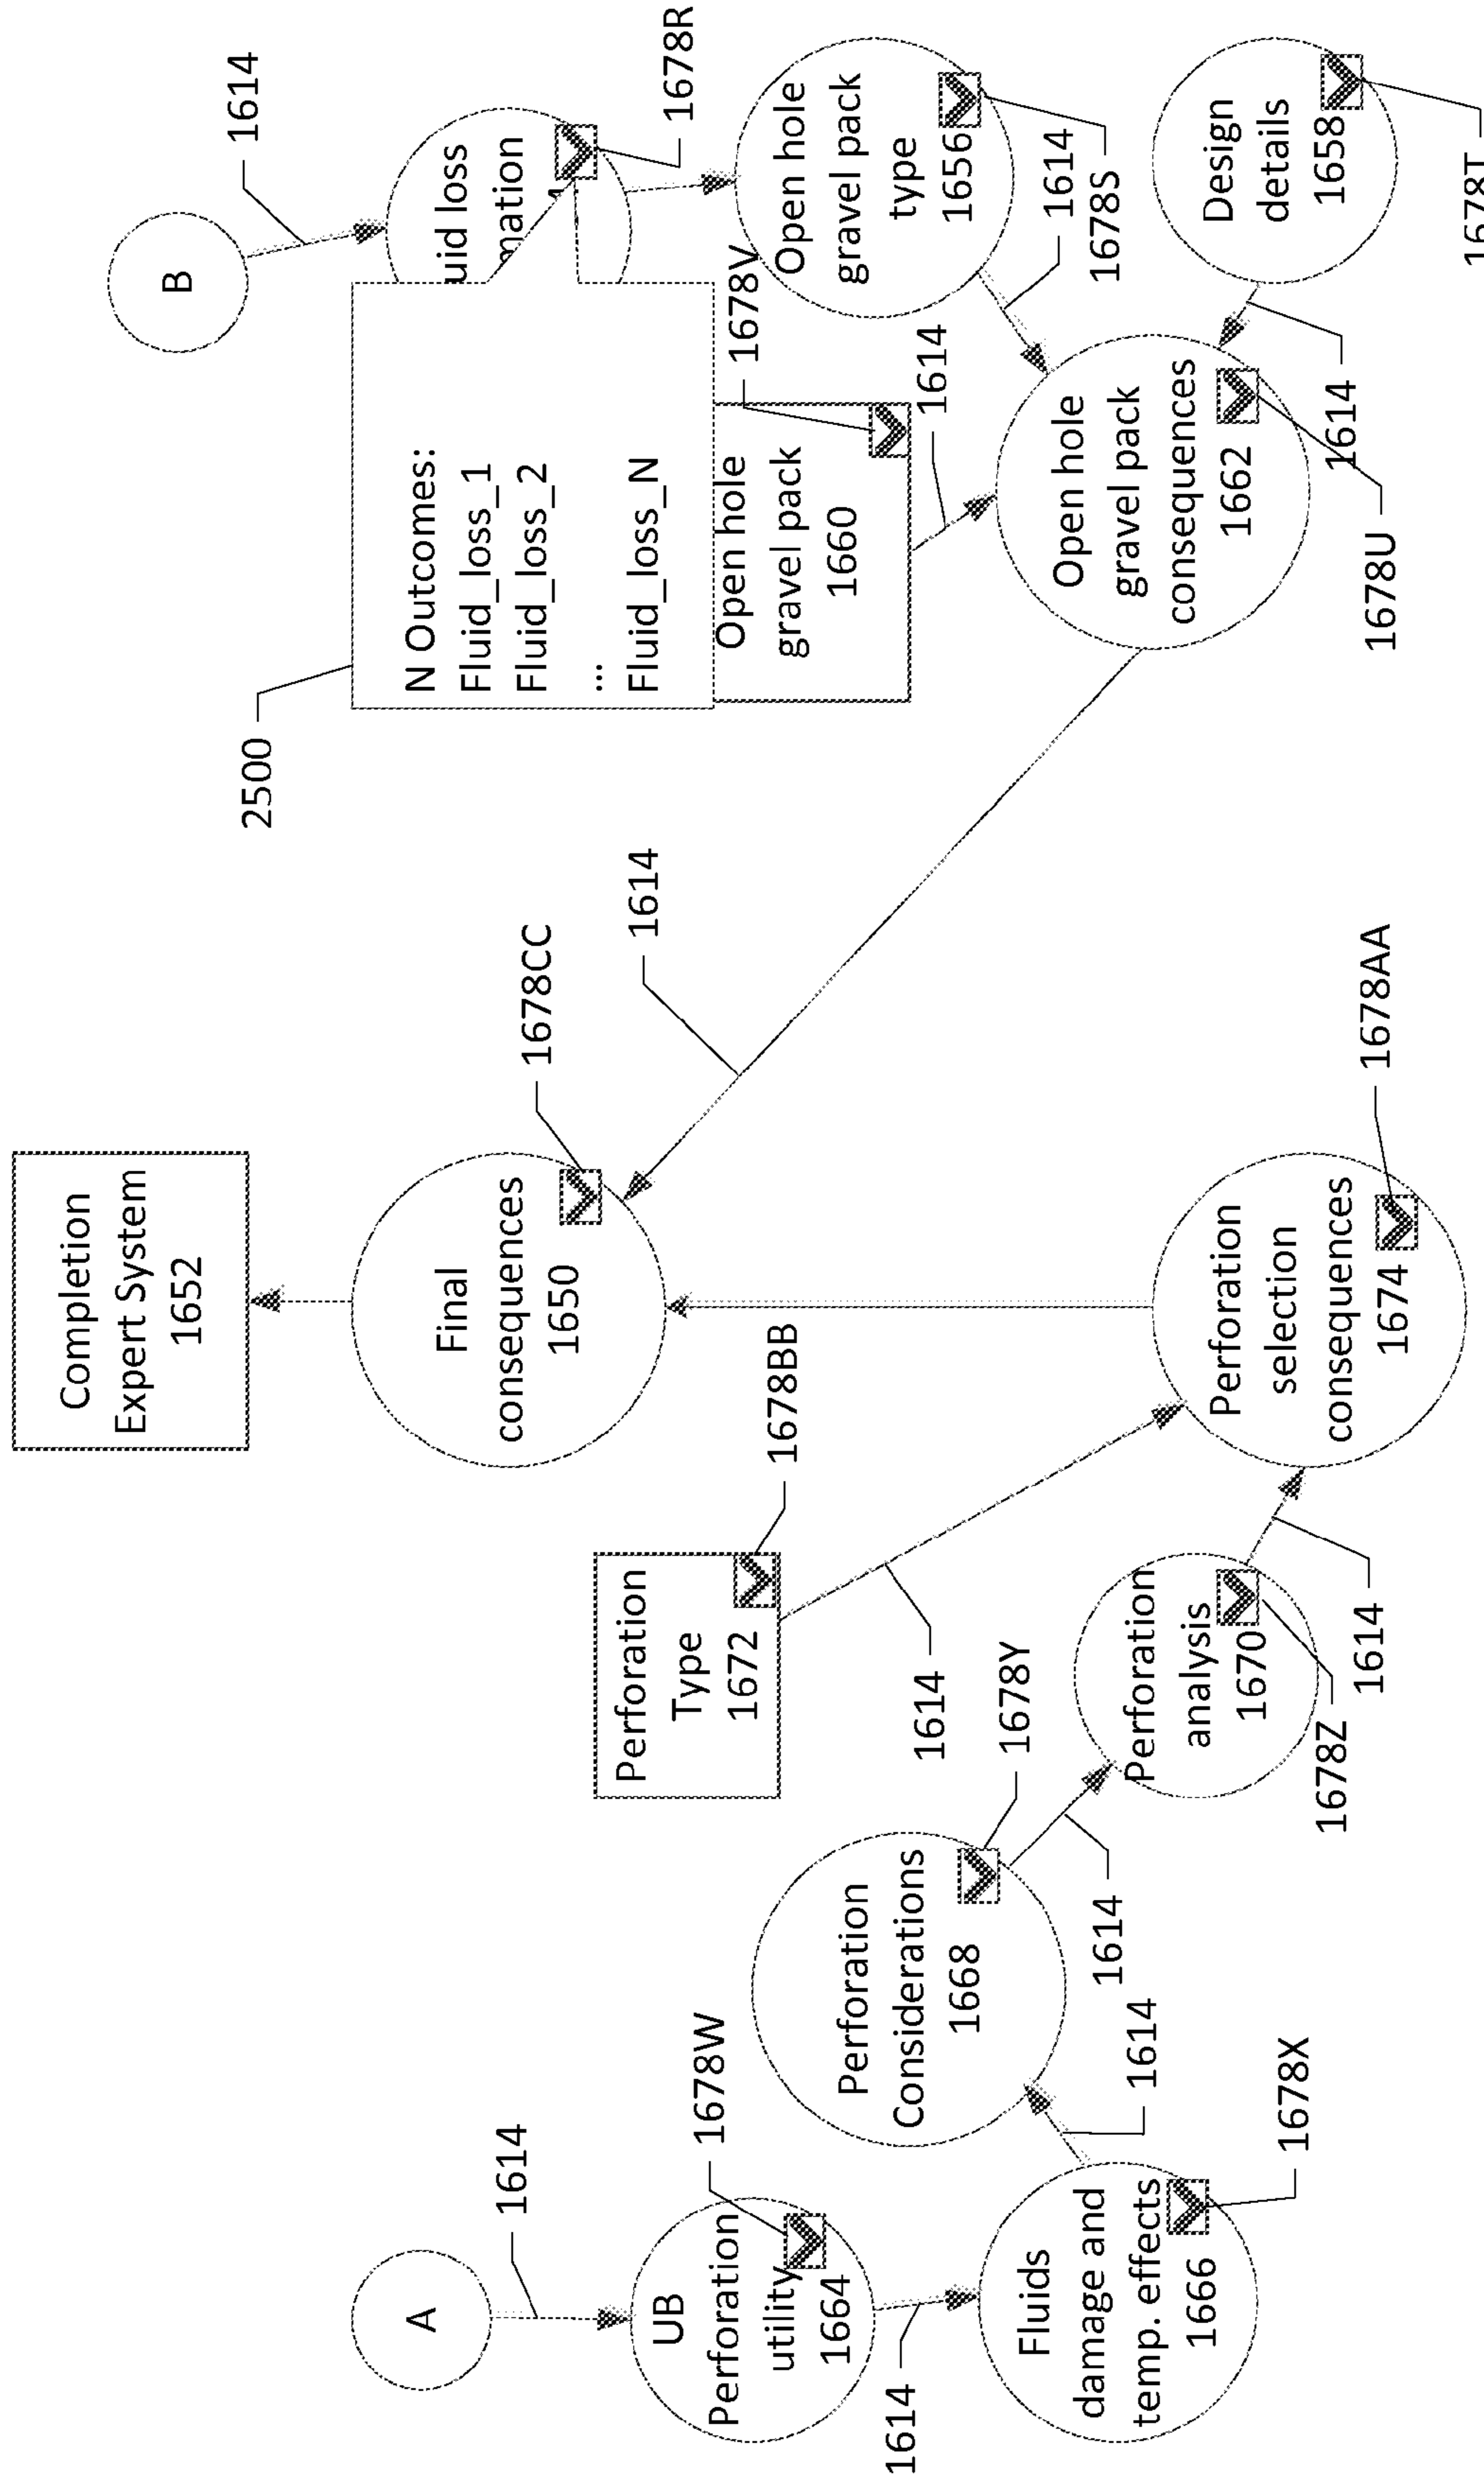 Completion
Expert System
1652
B
1614
2500
uid loss
mation
1678R
N Outcomes:
Fluid_loss_1
Fluid_loss_2
...
Fluid_loss_N
1678V
Open hole
gravel pack
1660
1614
Open hole
gravel pack
type
1656
1614
1678S
Design
details
1658
1614
Open hole
gravel pack
consequences
1662
1678U
1614
1678CC
Final
consequences
1650
A
1614
UB
Perforation
utility
1664
1678W
1614
Fluids
damage and
temp. effects
1666
1678X
1614
Perforation
Considerations
1668
1678Y
1614
Perforation
Type
1672
1678BB
1614
Perforation
analysis
1670
1678Z
1614
Perforation
selection
consequences
1674
1678AA